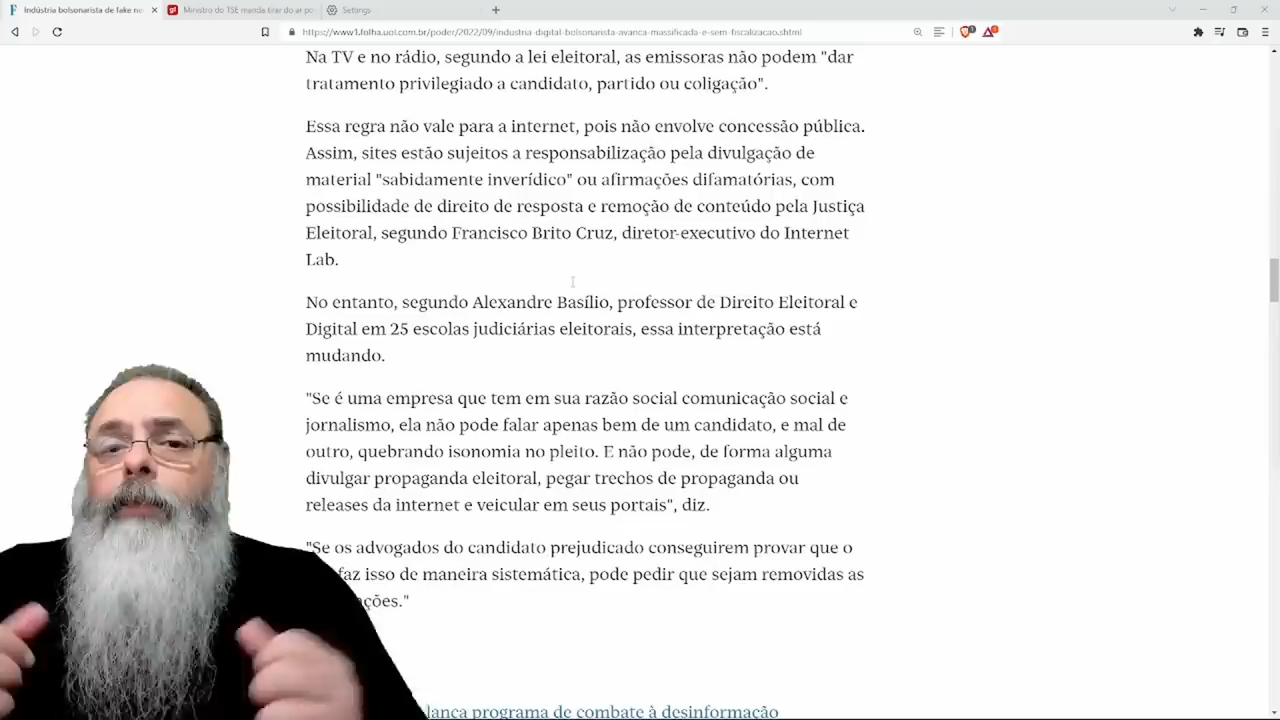 Indústria bolsonarista de fake ne
Ministro do TSE manda tirar do ar po
Settings
https://www1.folha.uol.com.br/poder/2022/09/industria-digital-bolsonarista-avanca-massificada-e-sem-fiscalizacao.shtml
Na TV e no rádio, segundo a lei eleitoral, as emissoras não podem "dar
tratamento privilegiado a candidato, partido ou coligação".
Essa regra não vale para a internet, pois não envolve concessão pública.
Assim, sites estão sujeitos a responsabilização pela divulgação de
material "sabidamente inverídico" ou afirmações difamatórias, com
possibilidade de direito de resposta e remoção de conteúdo pela Justiça
Eleitoral, segundo Francisco Brito Cruz, diretor-executivo do Internet
Lab.
No entanto, segundo Alexandre Basílio, professor de Direito Eleitoral e
Digital em 25 escolas judiciárias eleitorais, essa interpretação está
mudando.
"Se é uma empresa que tem em sua razão social comunicação social e
jornalismo, ela não pode falar apenas bem de um candidato, e mal de
outro, quebrando isonomia no pleito. E não pode, de forma alguma
divulgar propaganda eleitoral, pegar trechos de propaganda ou
releases da internet e veicular em seus portais", diz.
"Se os advogados do candidato prejudicado conseguirem provar que o
faz isso de maneira sistemática, pode pedir que sejam removidas as
ações."
lança programa de combate à desinformação